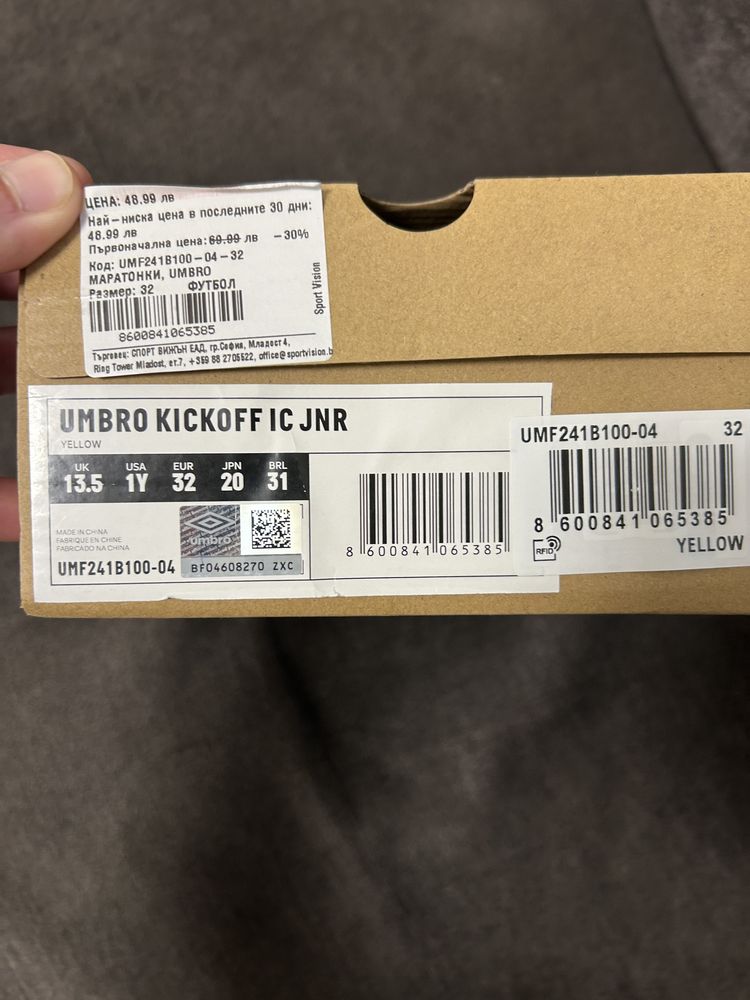 ЦЕНА: 48.99 лв
Най-ниска цена в последните 30 дни:
48.99 лв
Първоначална цена: 69.99 лв -30%
Код: UMF241B100-04-32
МАРАТОНКИ, UMBRO
Размер: 32 ФУТБОЛ
8600841065385
Sport Vision
Търговец: СПОРТ ВИЖЪН ЕАД, гр.София, Младост 4,
Ring Tower Mladost, ет.7, +359 88 2705522, office@sportvision.b
UMBRO KICKOFF IC JNR
YELLOW
UK USA EUR JPN BRL
13.5 1Y 32 20 31
MADE IN CHINA
FABRIQUE EN CHINE
FABRICADO NA CHINA
umbro
UMF241B100-04
BF04608270 ZXC
8 600841 065385
UMF241B100-04 32
8 600841 065385
RFID
YELLOW